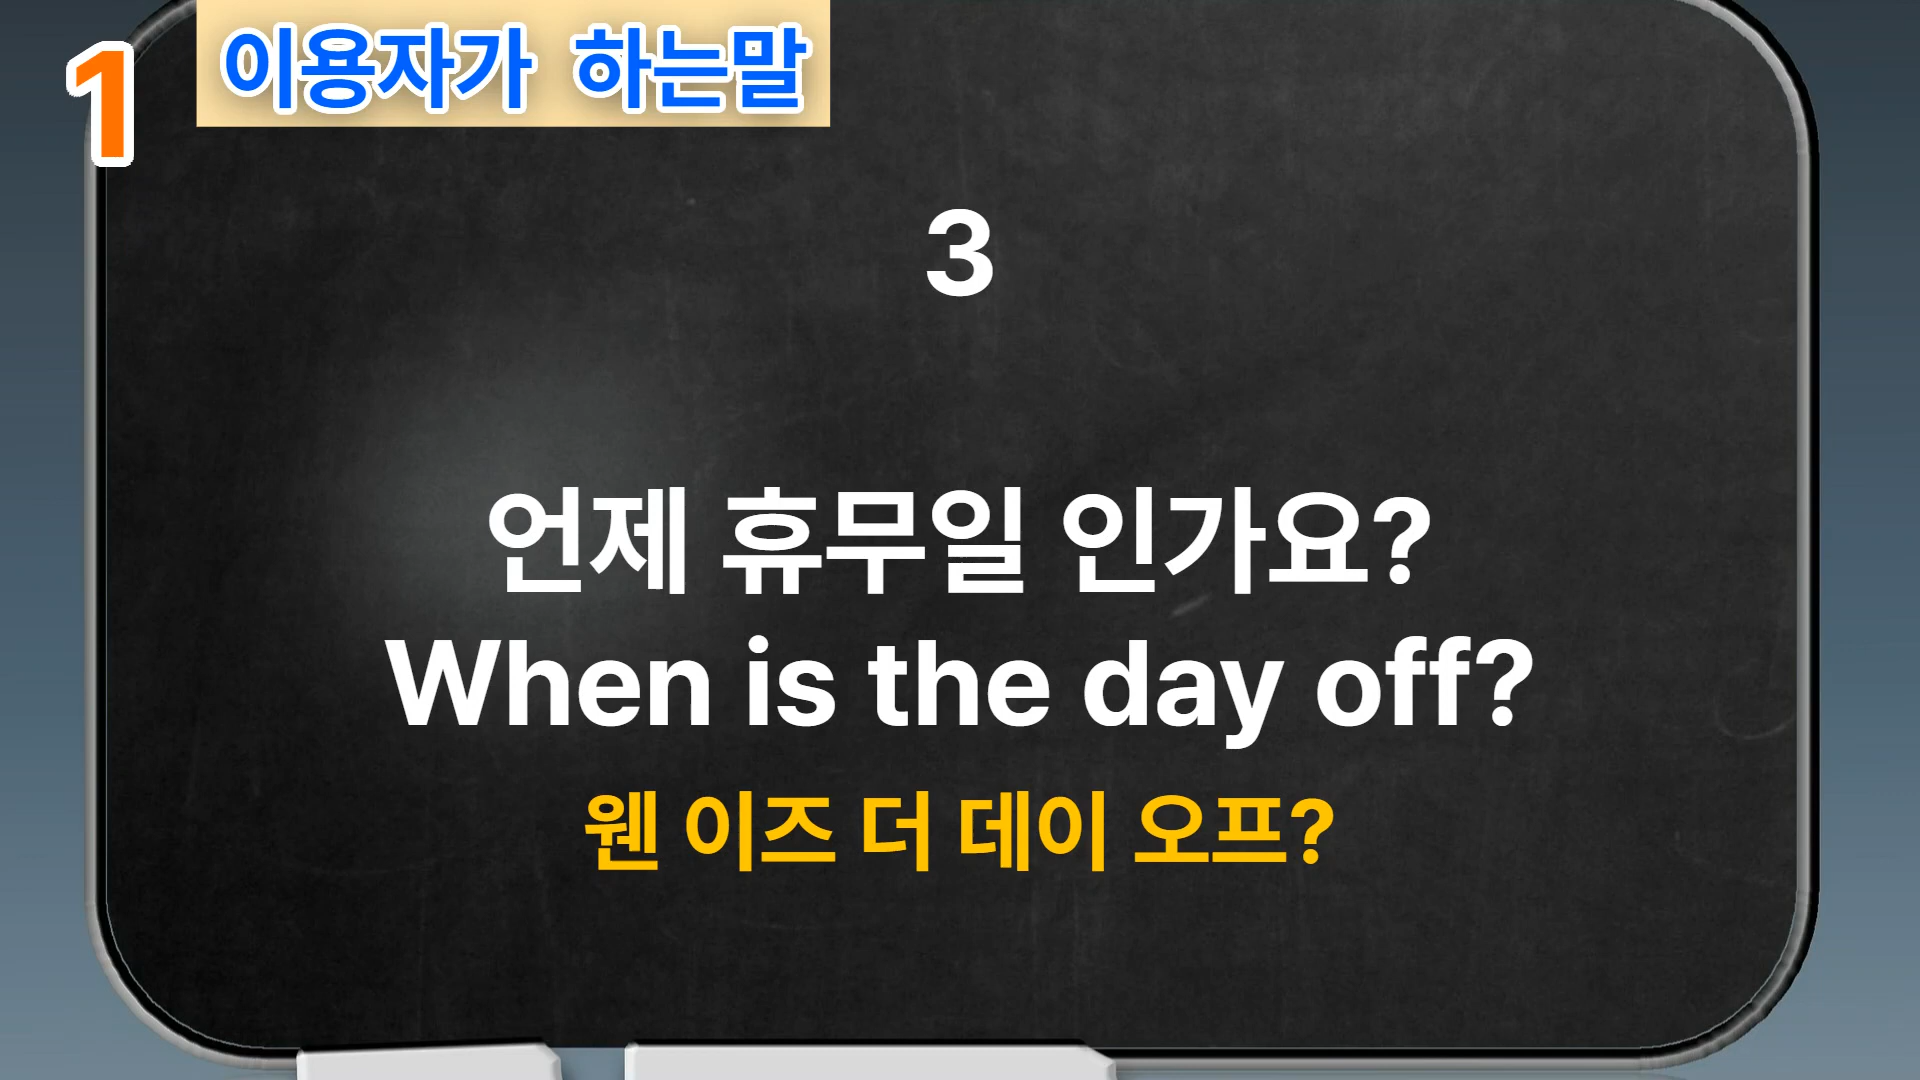 1
이용자가 하는말
3
언제 휴무일 인가요?
When is the day off?
웬 이즈 더 데이 오프?